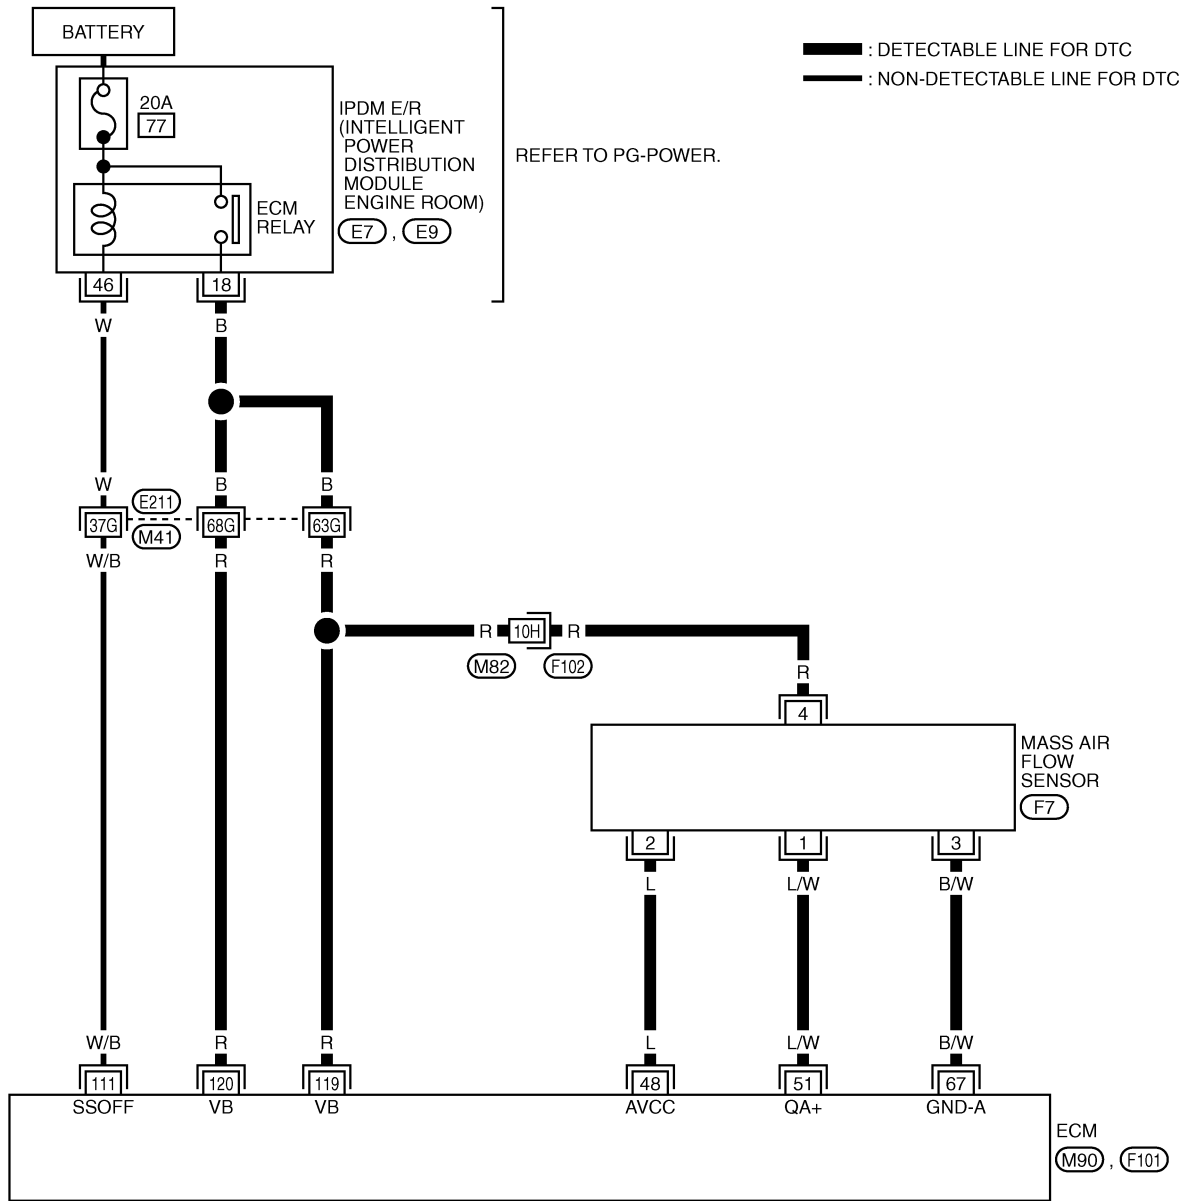 BATTERY
: DETECTABLE LINE FOR DTC
: NON-DETECTABLE LINE FOR DTC
20A
77
IPDM E/R
(INTELLIGENT
POWER
DISTRIBUTION
MODULE
ENGINE ROOM)
E7 , E9
REFER TO PG-POWER.
ECM
RELAY
46
18
W
B
W
B
B
E211
37G
68G
63G
M41
W/B
R
R
R
10H
R
M82
F102
R
4
MASS AIR
FLOW
SENSOR
F7
2
1
3
L
L/W
B/W
W/B
R
R
L
L/W
B/W
111
120
119
48
51
67
SSOFF
VB
VB
AVCC
QA+
GND-A
ECM
M90 , F101